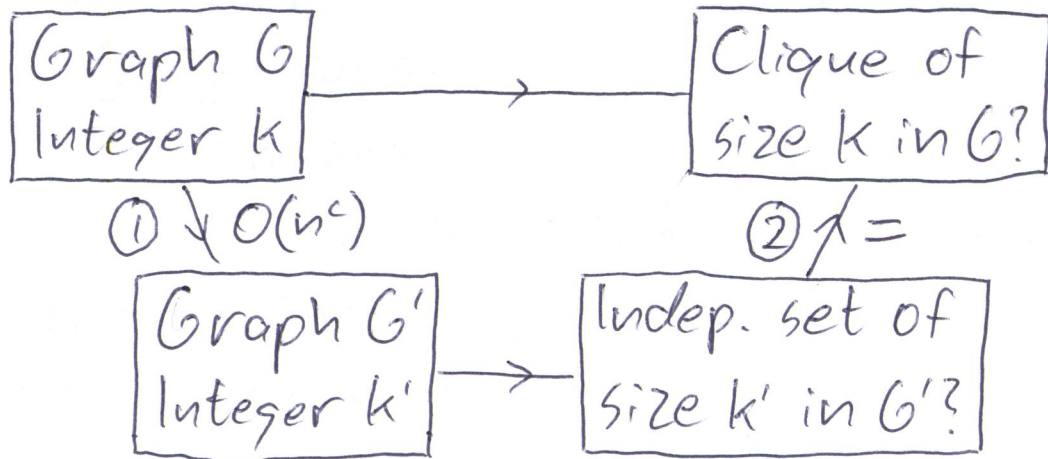 Graph G
Integer k
Clique of
size k in G?
① O(n^c)
② =
Graph G'
Integer k'
Indep. set of
size k' in G'?